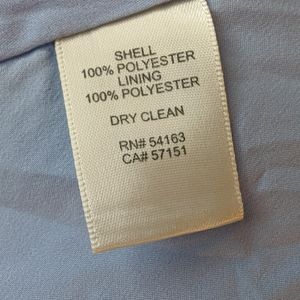 SHELL
100% POLYESTER
LINING
100% POLYESTER
DRY CLEAN
RN# 54163
CA# 57151